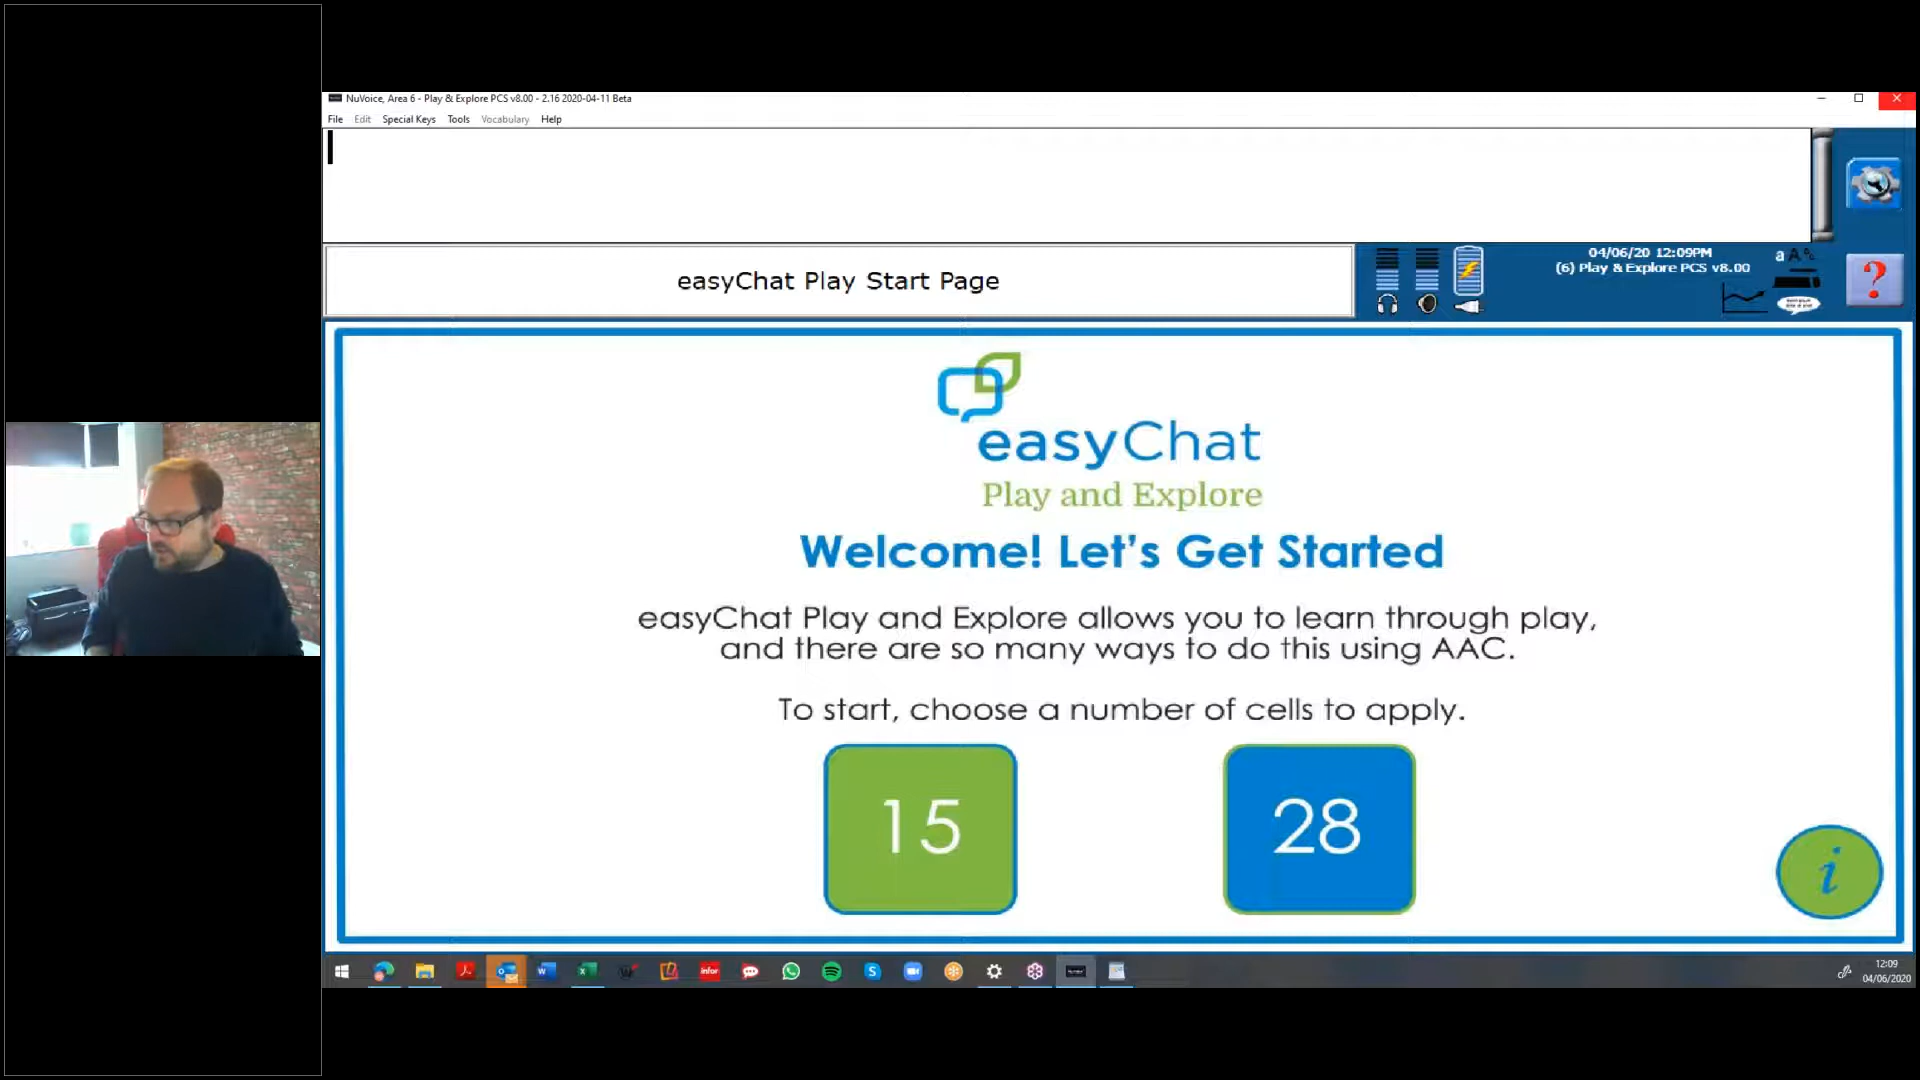 NuVoice, Area 6 - Play & Explore PCS v8.00 - 2.16 2020-04-11 Beta
File Edit Special Keys Tools Vocabulary Help
easyChat Play Start Page
04/06/20 12:09PM
(6) Play & Explore PCS v8.00
a A
?
easyChat
Play and Explore
Welcome! Let's Get Started
easyChat Play and Explore allows you to learn through play,
and there are so many ways to do this using AAC.
To start, choose a number of cells to apply.
15
28
i
infor
12:09
04/06/2020